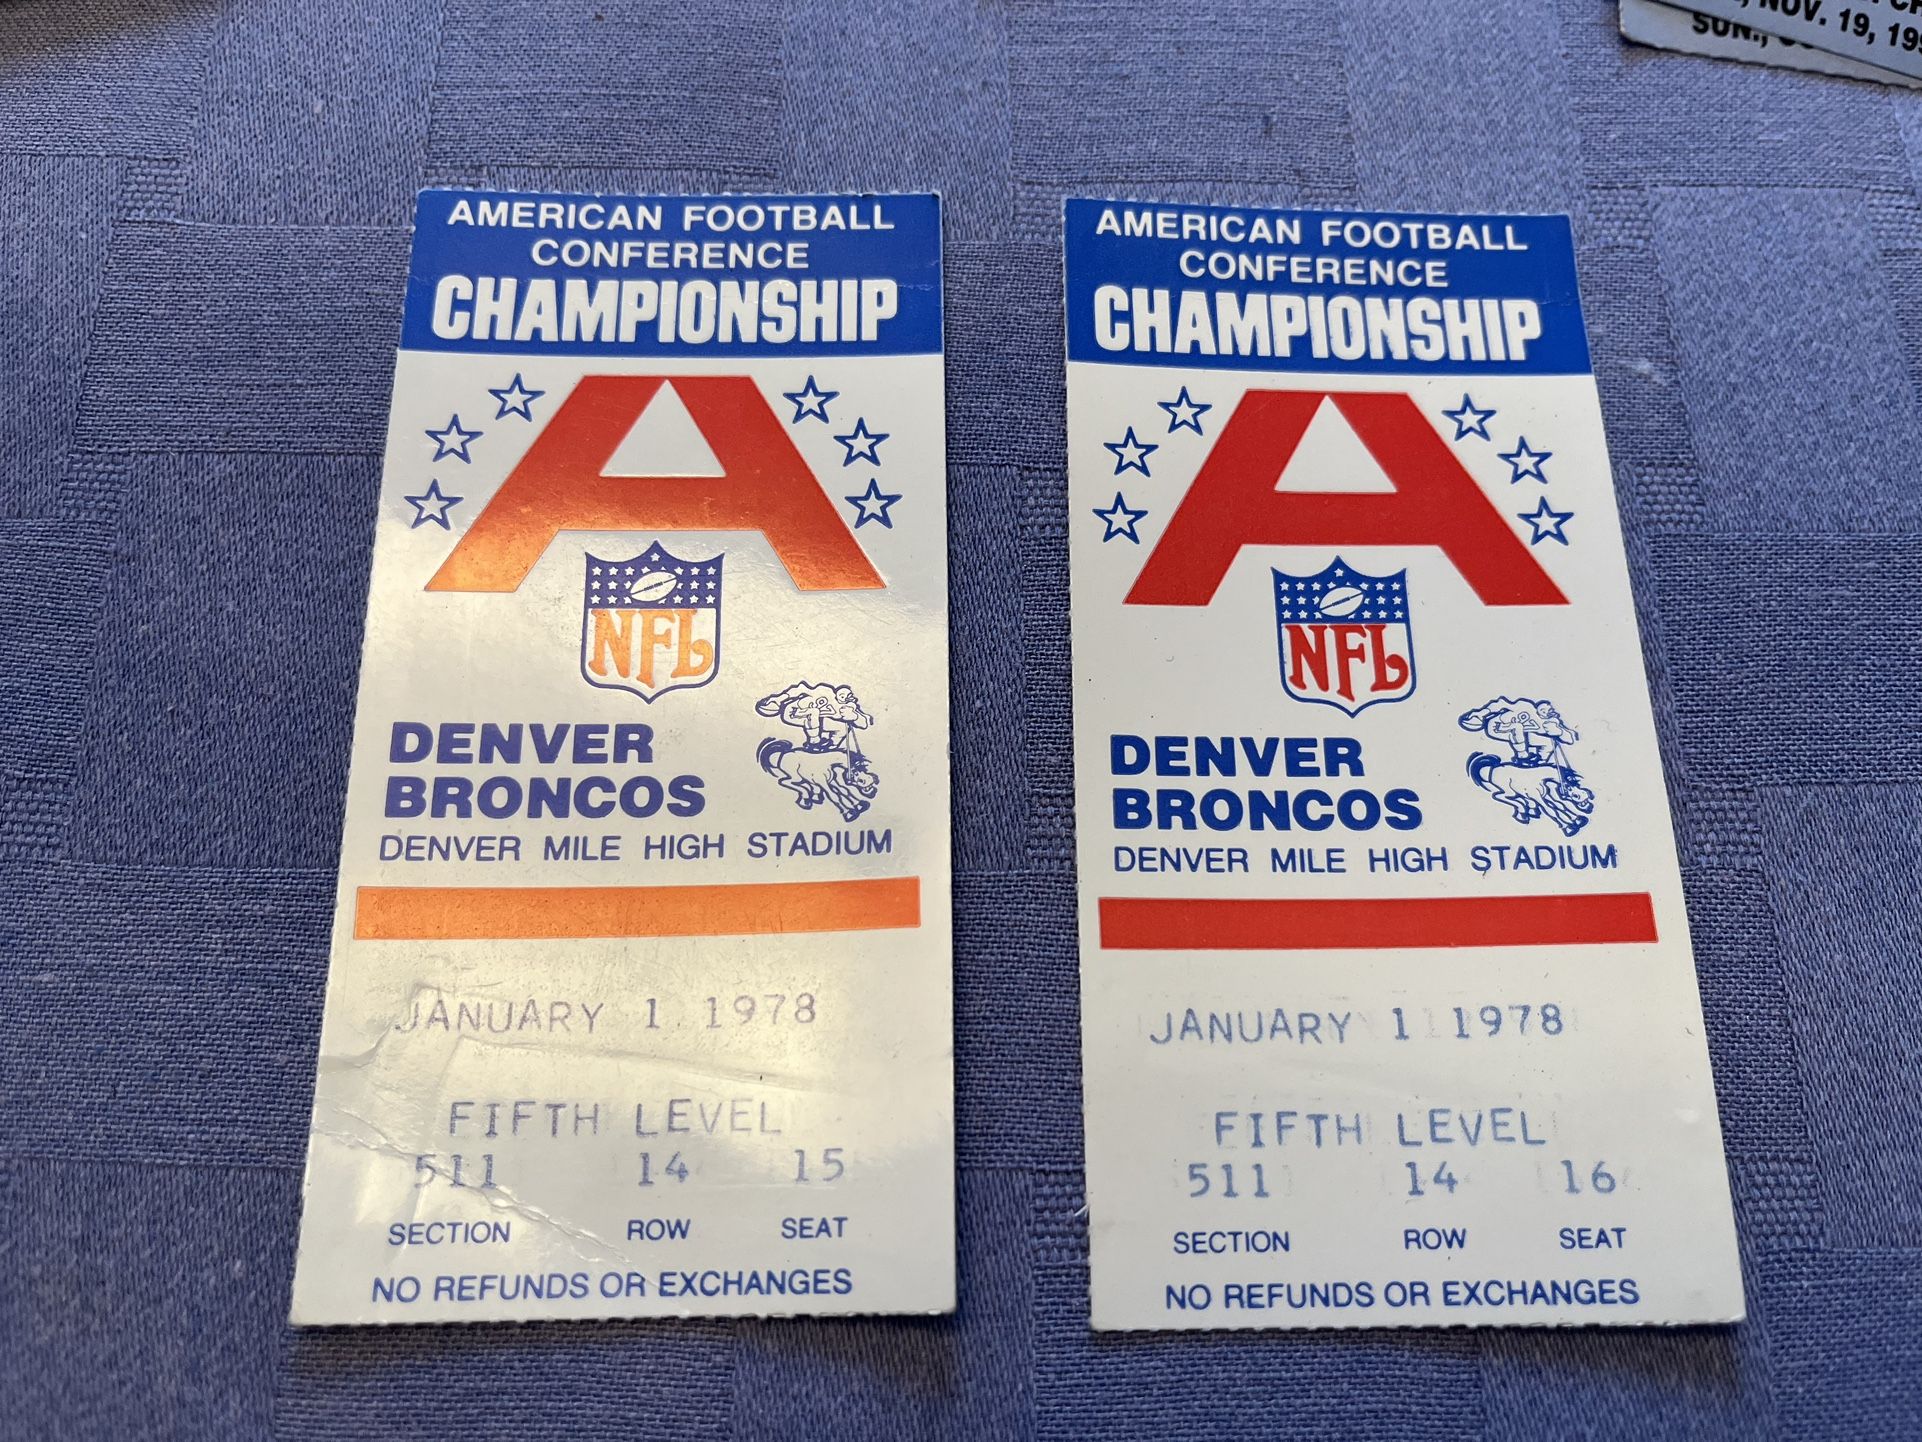 NOV. 19, 19
SUN.,
AMERICAN FOOTBALL
CONFERENCE
CHAMPIONSHIP
NFL
DENVER
BRONCOS
DENVER MILE HIGH STADIUM
JANUARY 1 1978
FIFTH LEVEL
511 14 15
SECTION ROW SEAT
NO REFUNDS OR EXCHANGES
AMERICAN FOOTBALL
CONFERENCE
CHAMPIONSHIP
NFL
DENVER
BRONCOS
DENVER MILE HIGH STADIUM
JANUARY 1 1978
FIFTH LEVEL
511 14 16
SECTION ROW SEAT
NO REFUNDS OR EXCHANGES